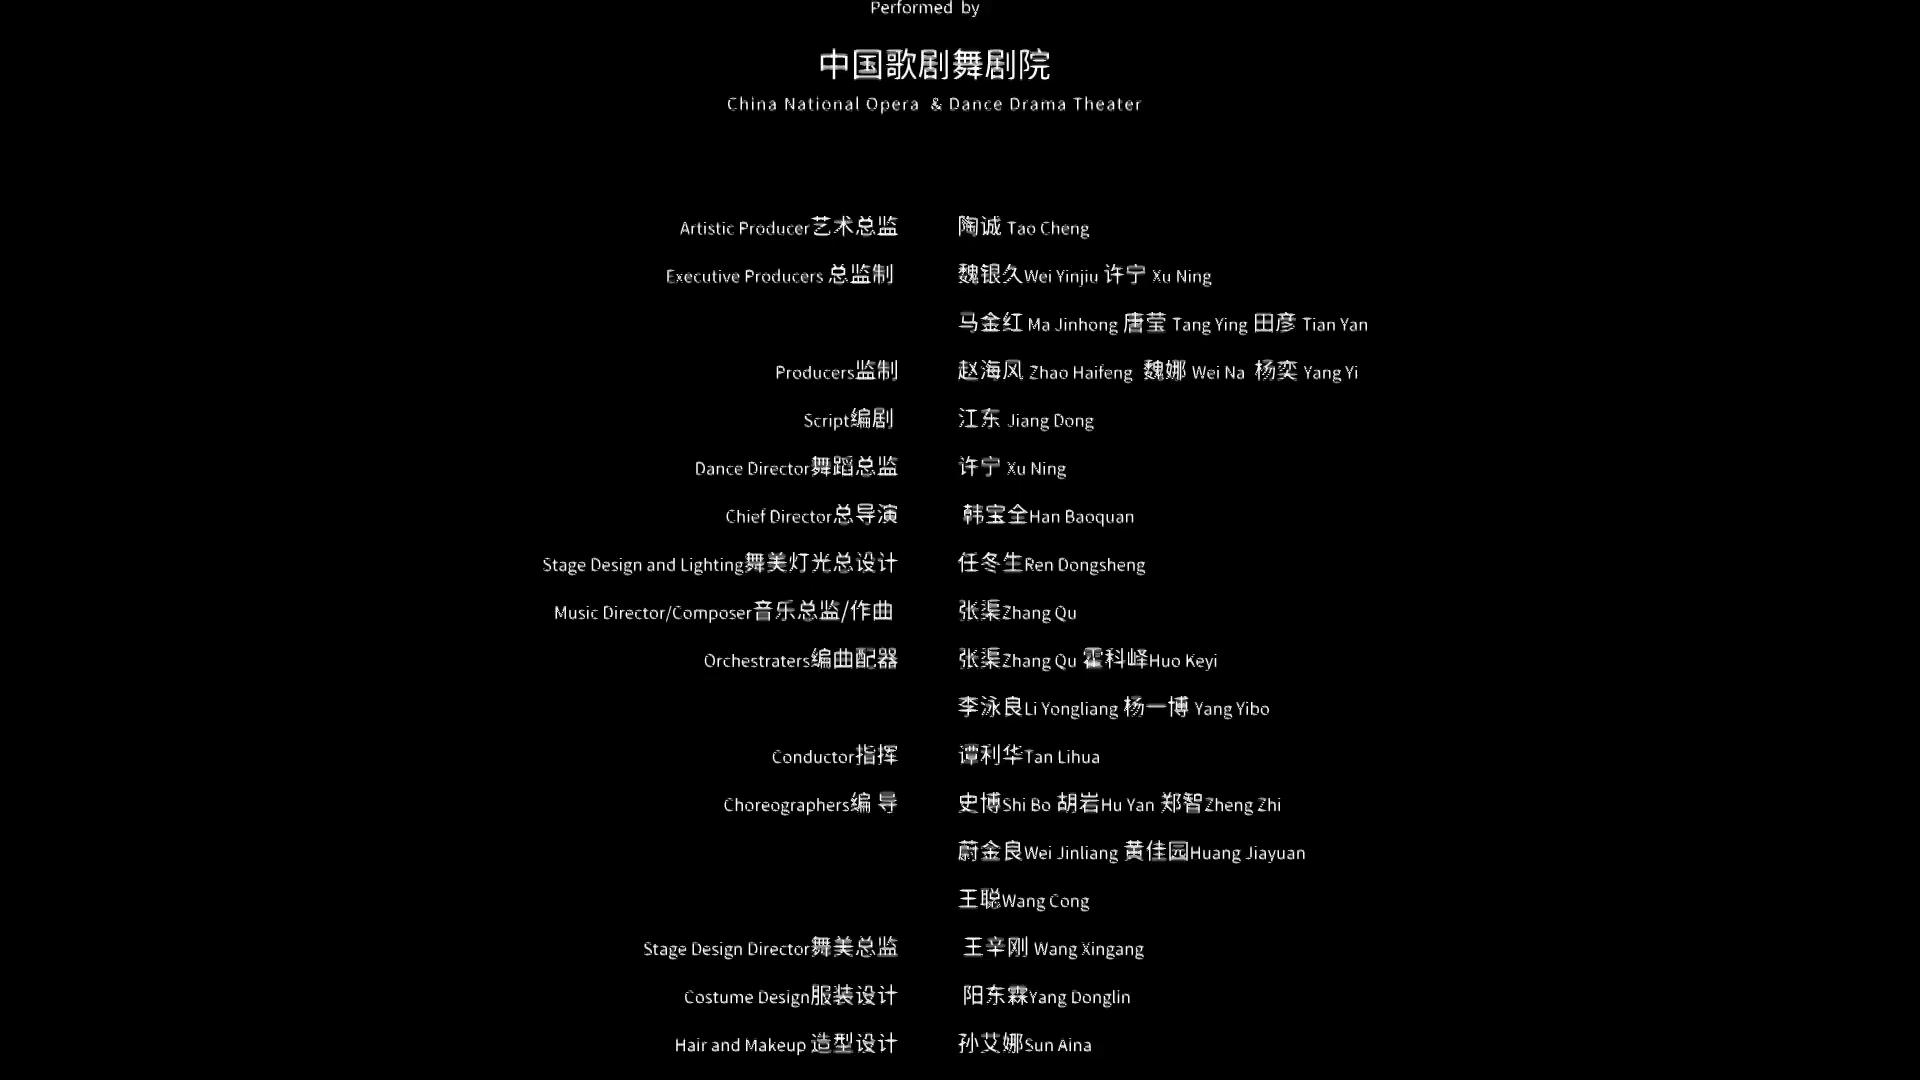 Performed by
中国歌剧舞剧院
China National Opera & Dance Drama Theater
Artistic Producer艺术总监 陶诚 Tao Cheng
Executive Producers 总监制 魏银久Wei Yinjiu 许宁 Xu Ning
马金红 Ma Jinhong 唐莹 Tang Ying 田彦 Tian Yan
Producers监制 赵海风 Zhao Haifeng 魏娜 Wei Na 杨奕 Yang Yi
Script编剧 江东 Jiang Dong
Dance Director舞蹈总监 许宁 Xu Ning
Chief Director总导演 韩宝全Han Baoquan
Stage Design and Lighting舞美灯光总设计 任冬生Ren Dongsheng
Music Director/Composer音乐总监/作曲 张渠Zhang Qu
Orchestraters编曲配器 张渠Zhang Qu 霍科峄Huo Keyi
李泳良Li Yongliang 杨一博 Yang Yibo
Conductor指挥 谭利华Tan Lihua
Choreographers编 导 史博Shi Bo 胡岩Hu Yan 郑智Zheng Zhi
蔚金良Wei Jinliang 黄佳园Huang Jiayuan
王聪Wang Cong
Stage Design Director舞美总监 王辛刚 Wang Xingang
Costume Design服装设计 阳东霖Yang Donglin
Hair and Makeup 造型设计 孙艾娜Sun Aina